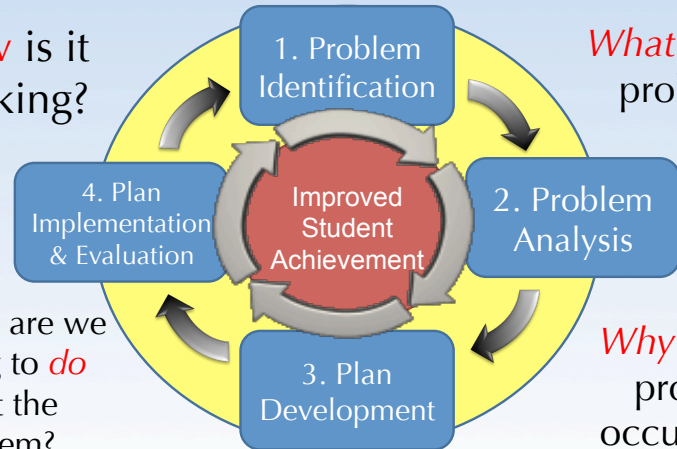 is it
king?
1. Problem
Identification
What
pro
2. Problem
Analysis
Improved
Student
Achievement
4. Plan
Implementation
& Evaluation
are we
to do
the
Why
pro
occu
3. Plan
Development